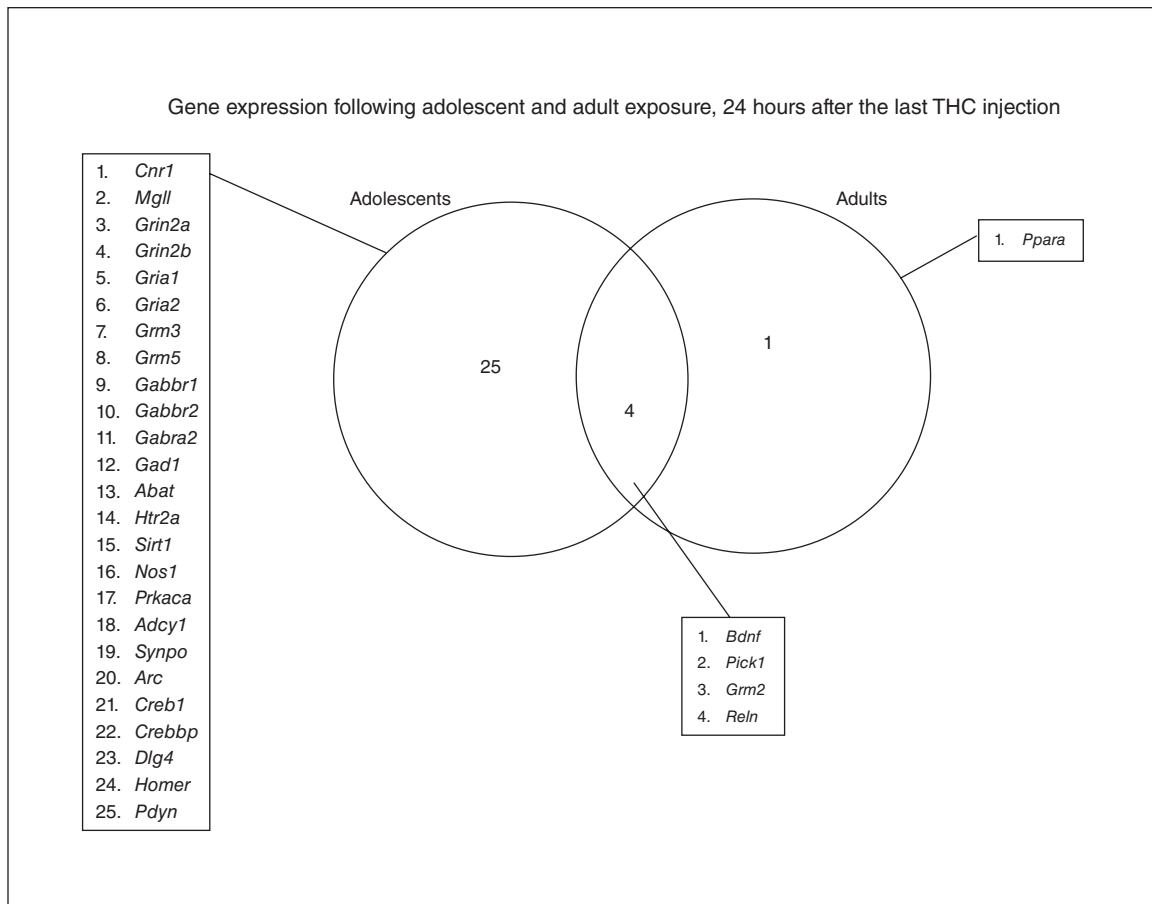 Gene expression following adolescent and adult exposure, 24 hours after the last THC injection
1. Cnr1
2. Mgll
3. Grin2a
4. Grin2b
5. Gria1
6. Gria2
7. Grm3
8. Grm5
9. Gabbr1
10. Gabbr2
11. Gabra2
12. Gad1
13. Abat
14. Htr2a
15. Sirt1
16. Nos1
17. Prkaca
18. Adcy1
19. Synpo
20. Arc
21. Creb1
22. Crebbp
23. Dlg4
24. Homer
25. Pdyn
Adolescents
Adults
1. Ppara
25
4
1
1. Bdnf
2. Pick1
3. Grm2
4. Reln